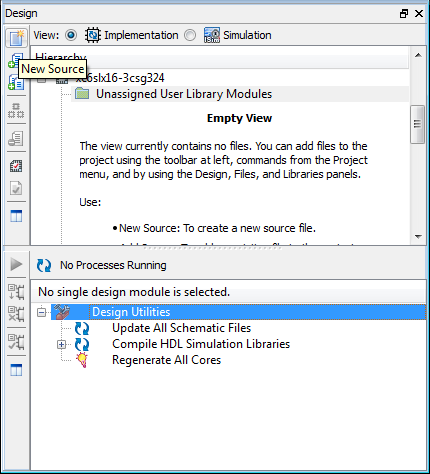 Design
View: Implementation iSim Simulation
Hierarchy
New Source
xc6slx16-3csg324
Unassigned User Library Modules
Empty View
The view currently contains no files. You can add files to the
project using the toolbar at left, commands from the Project
menu, and by using the Design, Files, and Libraries panels.
Use:
•New Source: To create a new source file.
No Processes Running
No single design module is selected.
Design Utilities
Update All Schematic Files
Compile HDL Simulation Libraries
Regenerate All Cores